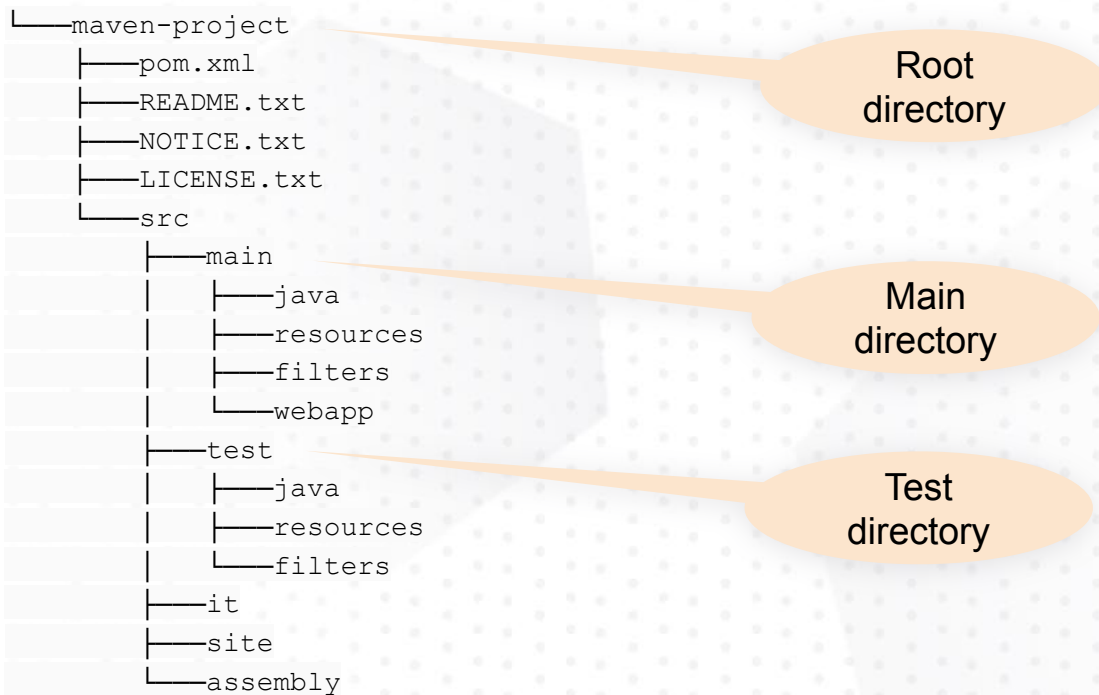 └───maven-project
├───pom.xml
├───README.txt
├───NOTICE.txt
├───LICENSE.txt
└───src
├───main
│ ├───java
│ ├───resources
│ ├───filters
│ └───webapp
├───test
│ ├───java
│ ├───resources
│ └───filters
├───it
├───site
└───assembly
Root
directory
Main
directory
Test
directory